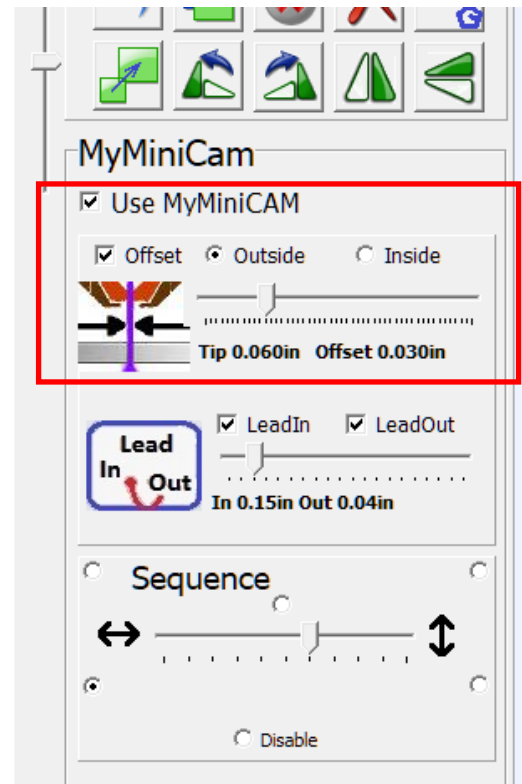 MyMiniCam
Use MyMiniCAM
Offset Outside Inside
Tip 0.060in Offset 0.030in
Lead In Out
LeadIn LeadOut
In 0.15in Out 0.04in
Sequence
Disable